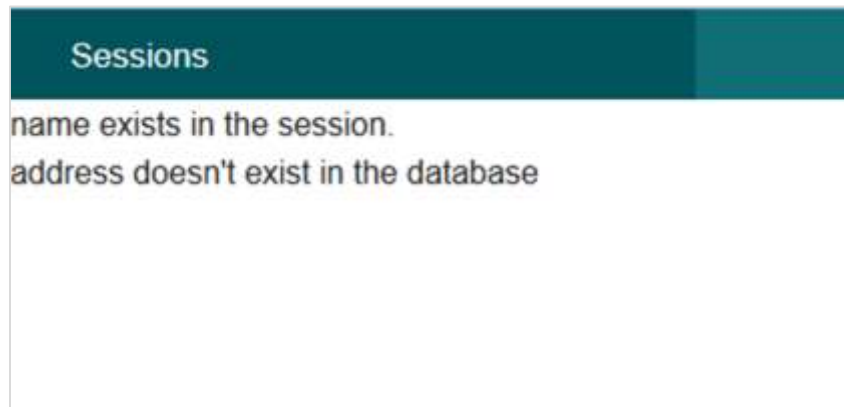 Sessions
name exists in the session.
address doesn't exist in the database